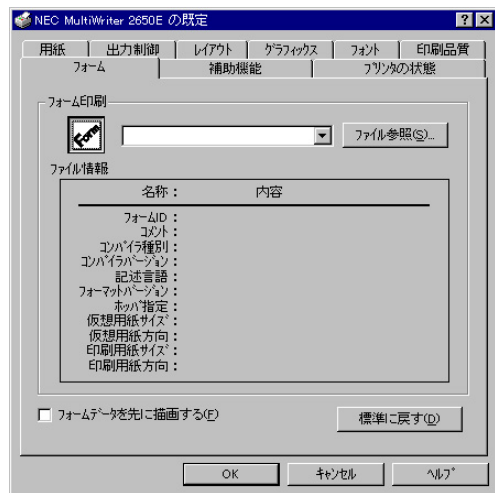 NEC MultiWriter 2650E の既定
用紙 出力制御 ﾚｲｱｳﾄ ｸﾞﾗﾌｨｯｸｽ ﾌｫﾝﾄ 印刷品質
ﾌｫｰﾑ 補助機能 ﾌﾟﾘﾝﾀの状態
ﾌｫｰﾑ印刷
Form
ﾌｧｲﾙ参照(S)...
ﾌｧｲﾙ情報
名称： 内容
ﾌｫｰﾑID：
ｺﾒﾝﾄ：
ｺﾝﾊﾟｲﾗ種別：
ｺﾝﾊﾟｲﾗﾊﾞｰｼﾞｮﾝ：
記述言語：
ﾌｫｰﾏｯﾄﾊﾞｰｼﾞｮﾝ：
ﾎｯﾊﾟ指定：
仮想用紙ｻｲｽﾞ：
仮想用紙方向：
印刷用紙ｻｲｽﾞ：
印刷用紙方向：
ﾌｫｰﾑﾃﾞｰﾀを先に描画する(F)
標準に戻す(D)
OK ｷｬﾝｾﾙ ﾍﾙﾌﾟ